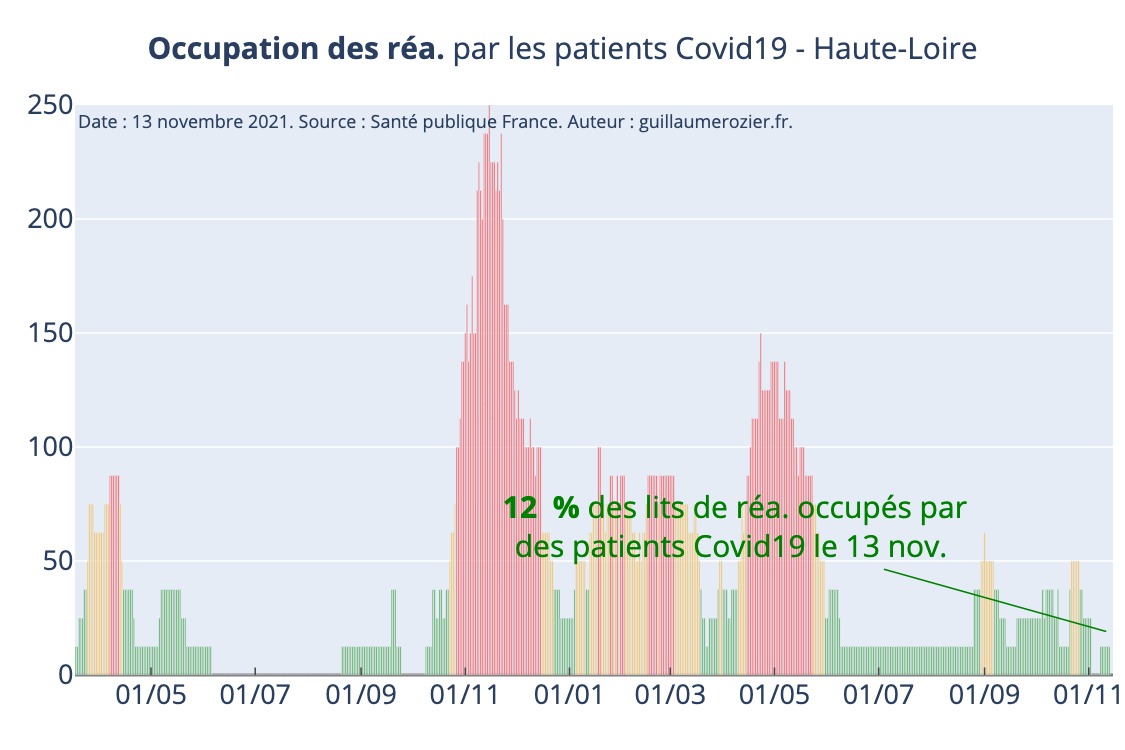 Occupation des réa. par les patients Covid19 - Haute-Loire
250
Date : 13 novembre 2021. Source : Santé publique France. Auteur : guillaumerozier.fr.
200
150
100
12 % des lits de réa. occupés par
des patients Covid19 le 13 nov.
50
0
01/05 01/07 01/09 01/11 01/01 01/03 01/05 01/07 01/09 01/11